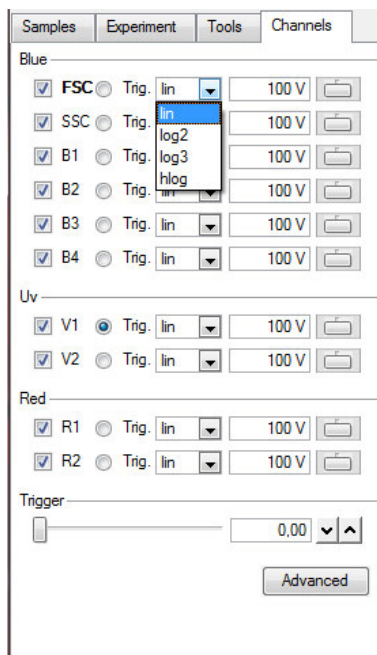 Samples Experiment Tools Channels
Blue
FSC Trig. lin 100 V
lin
SSC Trig. 100 V
log2
B1 Trig. 100 V
log3
hlog
B2 Trig. lin 100 V
B3 Trig. lin 100 V
B4 Trig. lin 100 V
Uv
V1 Trig. lin 100 V
V2 Trig. lin 100 V
Red
R1 Trig. lin 100 V
R2 Trig. lin 100 V
Trigger
0,00
Advanced